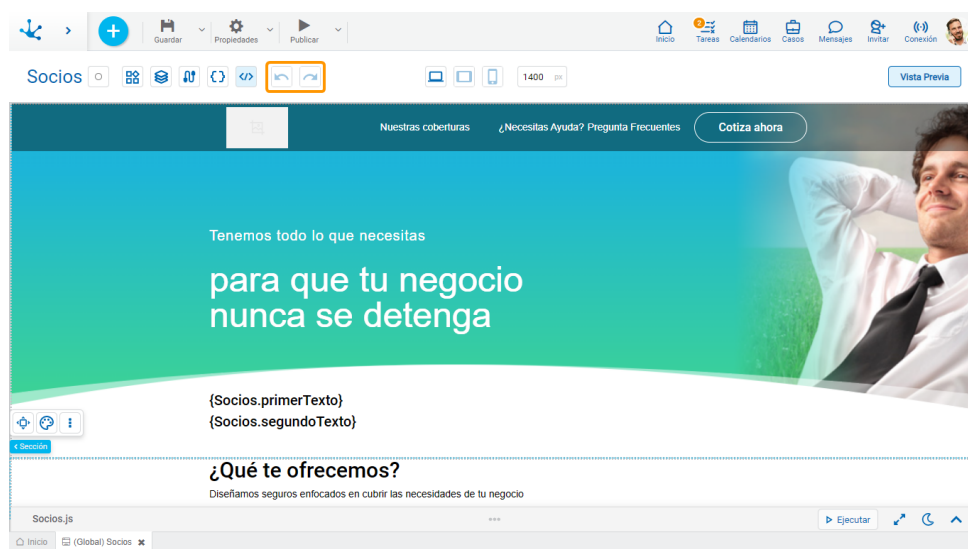 Guardar
Propiedades
Publicar
Inicio
2
Tareas
Calendarios
Casos
Mensajes
Invitar
Conexión
Socios
1400 px
Vista Previa
Nuestras coberturas
¿Necesitas Ayuda? Pregunta Frecuentes
Cotiza ahora
Tenemos todo lo que necesitas
para que tu negocio
nunca se detenga
{Socios.primerTexto}
{Socios.segundoTexto}
Sección
¿Qué te ofrecemos?
Diseñamos seguros enfocados en cubrir las necesidades de tu negocio
Socios.js
Ejecutar
Inicio
(Global) Socios